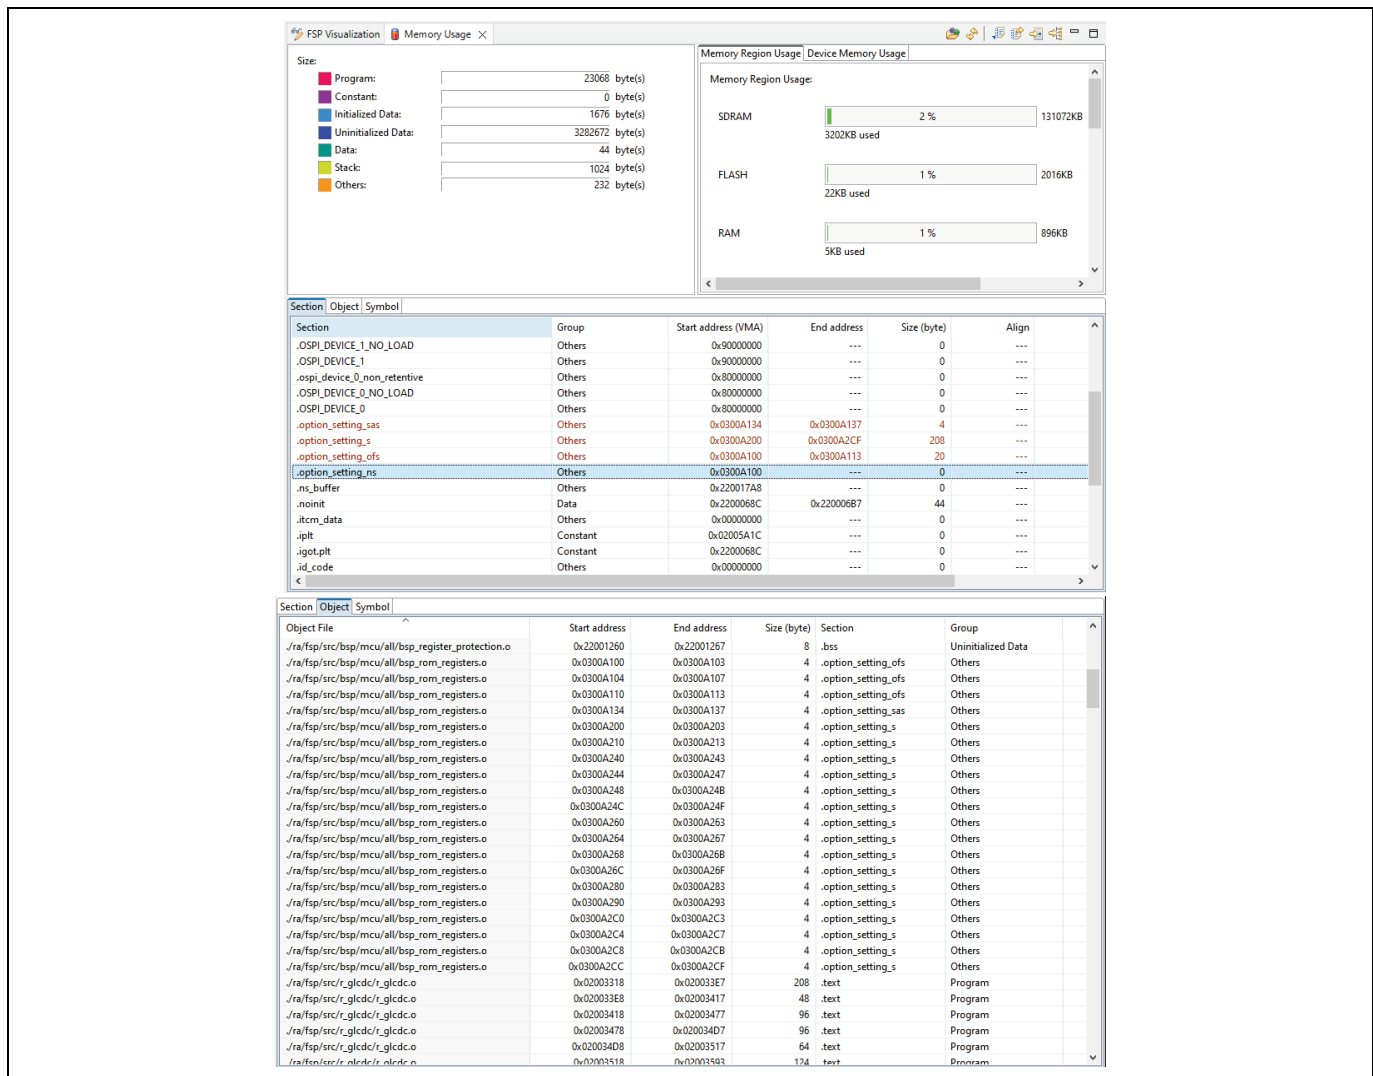 FSP Visualization Memory Usage
Size:
Program: 23068 byte(s)
Constant: 0 byte(s)
Initialized Data: 1676 byte(s)
Uninitialized Data: 3282672 byte(s)
Data: 44 byte(s)
Stack: 1024 byte(s)
Others: 232 byte(s)
Memory Region Usage Device Memory Usage
Memory Region Usage:
SDRAM 2 % 131072KB
3202KB used
FLASH 1 % 2016KB
22KB used
RAM 1 % 896KB
5KB used
Section Object Symbol
Section Group Start address (VMA) End address Size (byte) Align
.OSPI_DEVICE_1_NO_LOAD Others 0x90000000 --- 0 ---
.OSPI_DEVICE_1 Others 0x90000000 --- 0 ---
.ospi_device_0_non_retentive Others 0x80000000 --- 0 ---
.OSPI_DEVICE_0_NO_LOAD Others 0x80000000 --- 0 ---
.OSPI_DEVICE_0 Others 0x80000000 --- 0 ---
.option_setting_sas Others 0x0300A134 0x0300A137 4 ---
.option_setting_s Others 0x0300A200 0x0300A2CF 208 ---
.option_setting_ofs Others 0x0300A100 0x0300A113 20 ---
.option_setting_ns Others 0x0300A100 --- 0 ---
.ns_buffer Others 0x220017A8 --- 0 ---
.noinit Data 0x2200068C 0x220006B7 44 ---
.itcm_data Others 0x00000000 --- 0 ---
.iplt Constant 0x02005A1C --- 0 ---
.igot.plt Constant 0x2200068C --- 0 ---
.id_code Others 0x00000000 --- 0 ---
Section Object Symbol
Object File Start address End address Size (byte) Section Group
./ra/fsp/src/bsp/mcu/all/bsp_register_protection.o 0x22001260 0x22001267 8 .bss Uninitialized Data
./ra/fsp/src/bsp/mcu/all/bsp_rom_registers.o 0x0300A100 0x0300A103 4 .option_setting_ofs Others
./ra/fsp/src/bsp/mcu/all/bsp_rom_registers.o 0x0300A104 0x0300A107 4 .option_setting_ofs Others
./ra/fsp/src/bsp/mcu/all/bsp_rom_registers.o 0x0300A110 0x0300A113 4 .option_setting_ofs Others
./ra/fsp/src/bsp/mcu/all/bsp_rom_registers.o 0x0300A134 0x0300A137 4 .option_setting_sas Others
./ra/fsp/src/bsp/mcu/all/bsp_rom_registers.o 0x0300A200 0x0300A203 4 .option_setting_s Others
./ra/fsp/src/bsp/mcu/all/bsp_rom_registers.o 0x0300A210 0x0300A213 4 .option_setting_s Others
./ra/fsp/src/bsp/mcu/all/bsp_rom_registers.o 0x0300A240 0x0300A243 4 .option_setting_s Others
./ra/fsp/src/bsp/mcu/all/bsp_rom_registers.o 0x0300A244 0x0300A247 4 .option_setting_s Others
./ra/fsp/src/bsp/mcu/all/bsp_rom_registers.o 0x0300A248 0x0300A24B 4 .option_setting_s Others
./ra/fsp/src/bsp/mcu/all/bsp_rom_registers.o 0x0300A24C 0x0300A24F 4 .option_setting_s Others
./ra/fsp/src/bsp/mcu/all/bsp_rom_registers.o 0x0300A260 0x0300A263 4 .option_setting_s Others
./ra/fsp/src/bsp/mcu/all/bsp_rom_registers.o 0x0300A264 0x0300A267 4 .option_setting_s Others
./ra/fsp/src/bsp/mcu/all/bsp_rom_registers.o 0x0300A268 0x0300A26B 4 .option_setting_s Others
./ra/fsp/src/bsp/mcu/all/bsp_rom_registers.o 0x0300A26C 0x0300A26F 4 .option_setting_s Others
./ra/fsp/src/bsp/mcu/all/bsp_rom_registers.o 0x0300A280 0x0300A283 4 .option_setting_s Others
./ra/fsp/src/bsp/mcu/all/bsp_rom_registers.o 0x0300A290 0x0300A293 4 .option_setting_s Others
./ra/fsp/src/bsp/mcu/all/bsp_rom_registers.o 0x0300A2C0 0x0300A2C3 4 .option_setting_s Others
./ra/fsp/src/bsp/mcu/all/bsp_rom_registers.o 0x0300A2C4 0x0300A2C7 4 .option_setting_s Others
./ra/fsp/src/bsp/mcu/all/bsp_rom_registers.o 0x0300A2C8 0x0300A2CB 4 .option_setting_s Others
./ra/fsp/src/bsp/mcu/all/bsp_rom_registers.o 0x0300A2CC 0x0300A2CF 4 .option_setting_s Others
./ra/fsp/src/r_glcdc/r_glcdc.o 0x02003318 0x020033E7 208 .text Program
./ra/fsp/src/r_glcdc/r_glcdc.o 0x020033E8 0x02003417 48 .text Program
./ra/fsp/src/r_glcdc/r_glcdc.o 0x02003418 0x02003477 96 .text Program
./ra/fsp/src/r_glcdc/r_glcdc.o 0x02003478 0x020034D7 96 .text Program
./ra/fsp/src/r_glcdc/r_glcdc.o 0x020034D8 0x02003517 64 .text Program
./ra/fsp/src/r_glcdc/r_glcdc.o 0x02003518 0x02003593 124 .text Program